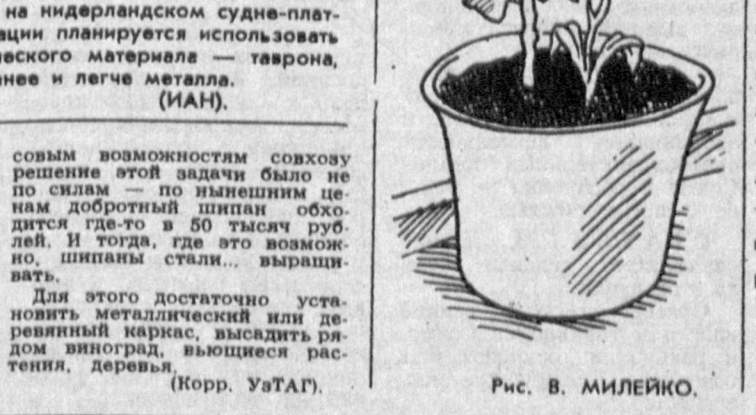 на нидерландском судне-плат-
ации планируется использовать
ческого материала — таврона,
нее и легче металла.
(ИАН).
совым возможностям совхозу
решение этой задачи было не
по силам — по нынешним це-
нам добротный шипан обхо-
дится где-то в 50 тысяч руб-
лей. И тогда, где это возмож-
но, шипаны стали... выращи-
вать.
Для этого достаточно уста-
новить металлический или де-
ревянный каркас, высадить ря-
дом виноград, вьющиеся рас-
тения, деревья.
(Корр. УзТАГ).
Рис. В. МИЛЕЙКО.